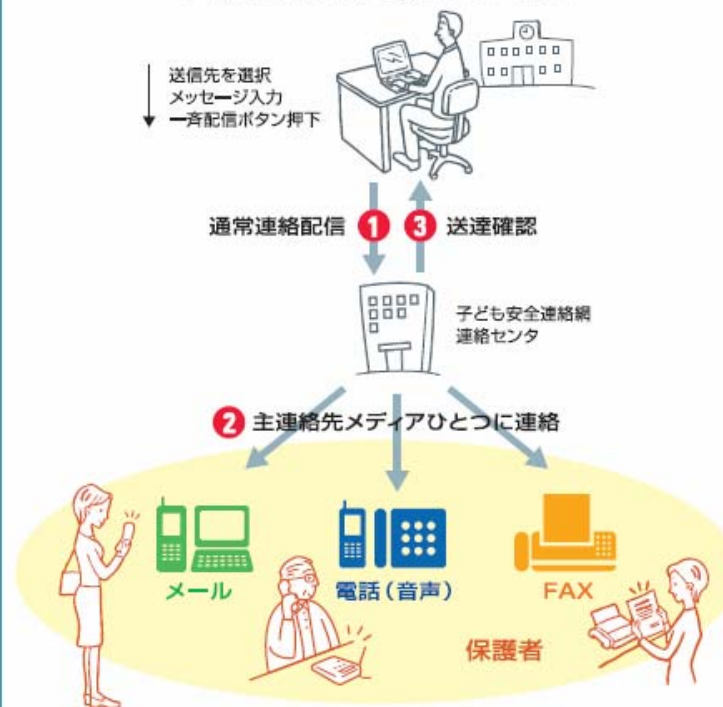 送信先を選択
メッセージ入力
一斉配信ボタン押下
通常連絡配信 1 3 送達確認
子ども安全連絡網
連絡センタ
2 主連絡先メディアひとつに連絡
メール
電話(音声)
FAX
保護者